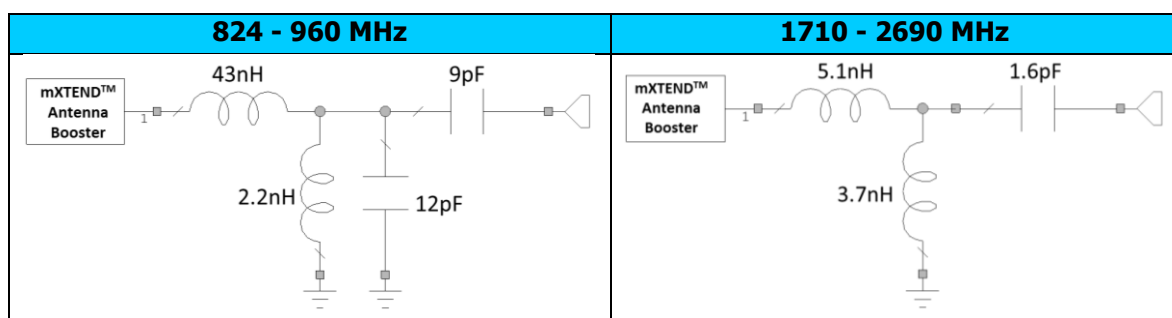 824 - 960 MHz
43nH
9pF
mXTEND™
Antenna
Booster
1
2.2nH
12pF
1710 - 2690 MHz
5.1nH
1.6pF
mXTEND™
Antenna
Booster
1
3.7nH